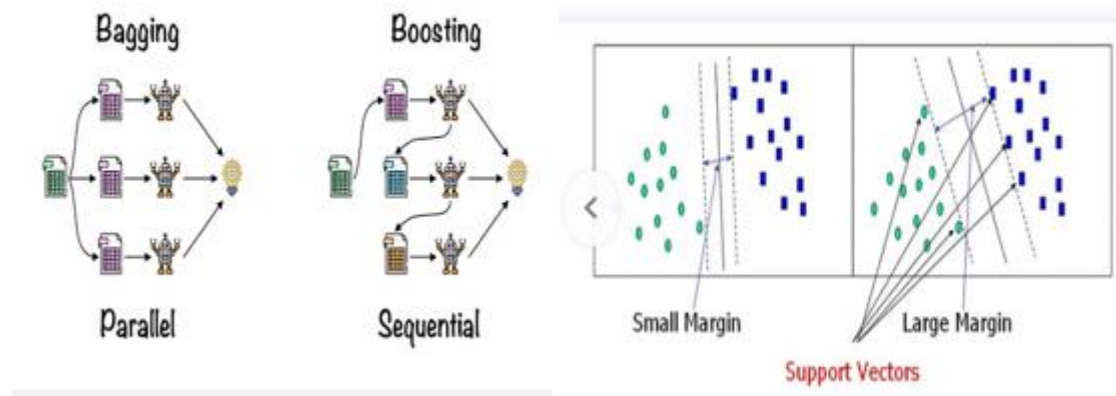 Bagging
Boosting
Parallel
Sequential
Small Margin
Large Margin
Support Vectors